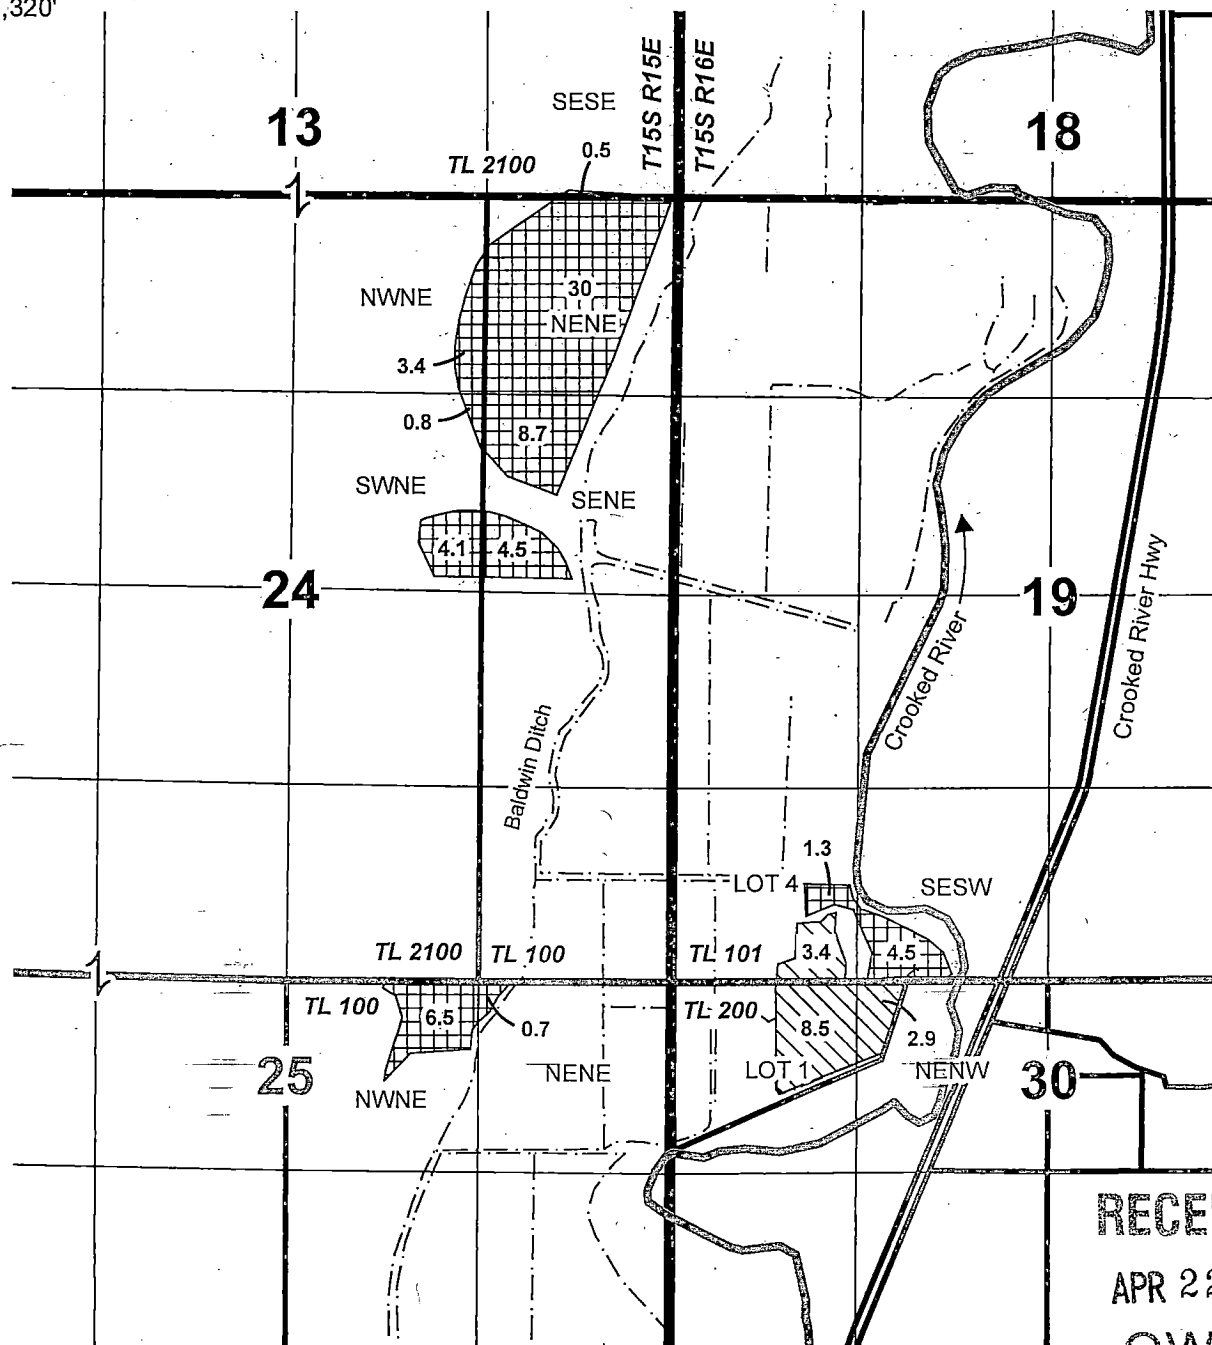 ,320'
T15S R15E
T15S R16E
SESE
13
18
TL 2100
0.5
NWNE
30
NENE
3.4
0.8
8.7
SWNE
SENE
4.1
4.5
24
19
Crooked River
Crooked River Hwy
Baldwin Ditch
1.3
LOT 4
SESW
TL 2100
TL 100
TL 101
3.4
4.5
TL 100
6.5
0.7
TL 200
8.5
2.9
25
NWNE
NENE
LOT 1
NENW
30
RECE
APR 22
OW